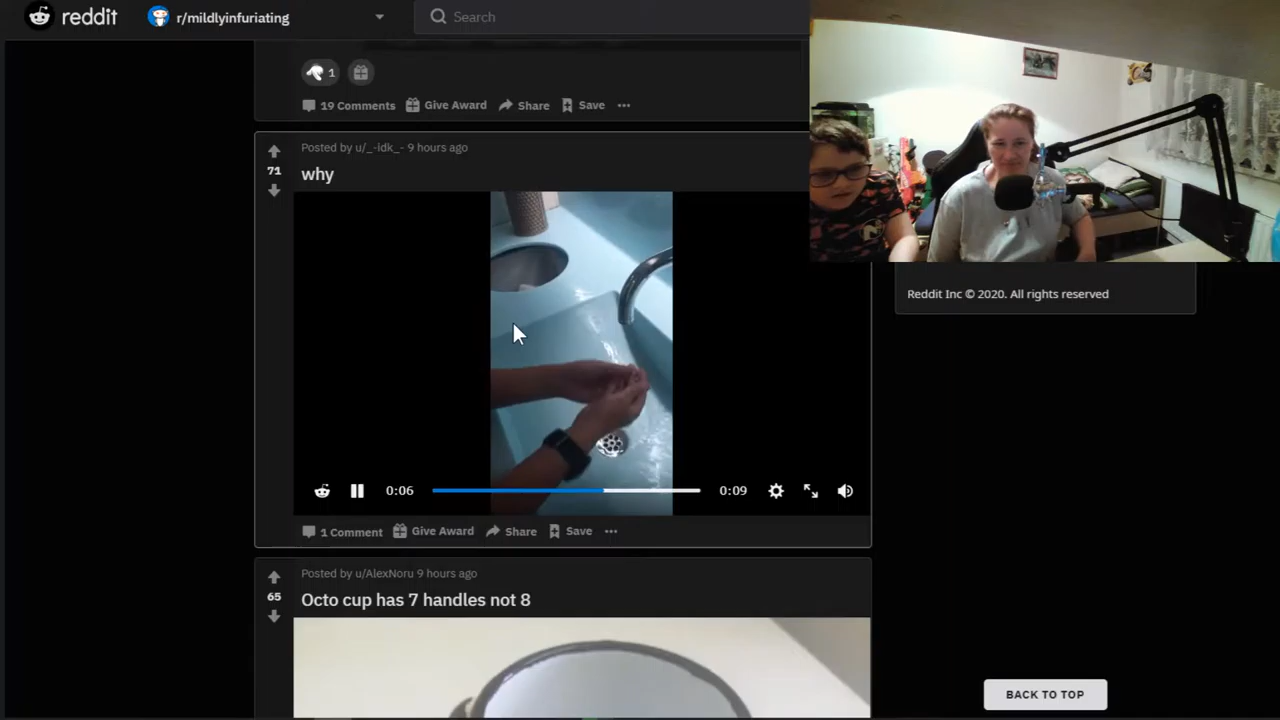 reddit
r/mildlyinfuriating
Search
1
19 Comments Give Award Share Save
Posted by u/_-idk_- 9 hours ago
71
why
0:06 0:09
1 Comment Give Award Share Save
Reddit Inc © 2020. All rights reserved
Posted by u/AlexNoru 9 hours ago
65
Octo cup has 7 handles not 8
BACK TO TOP